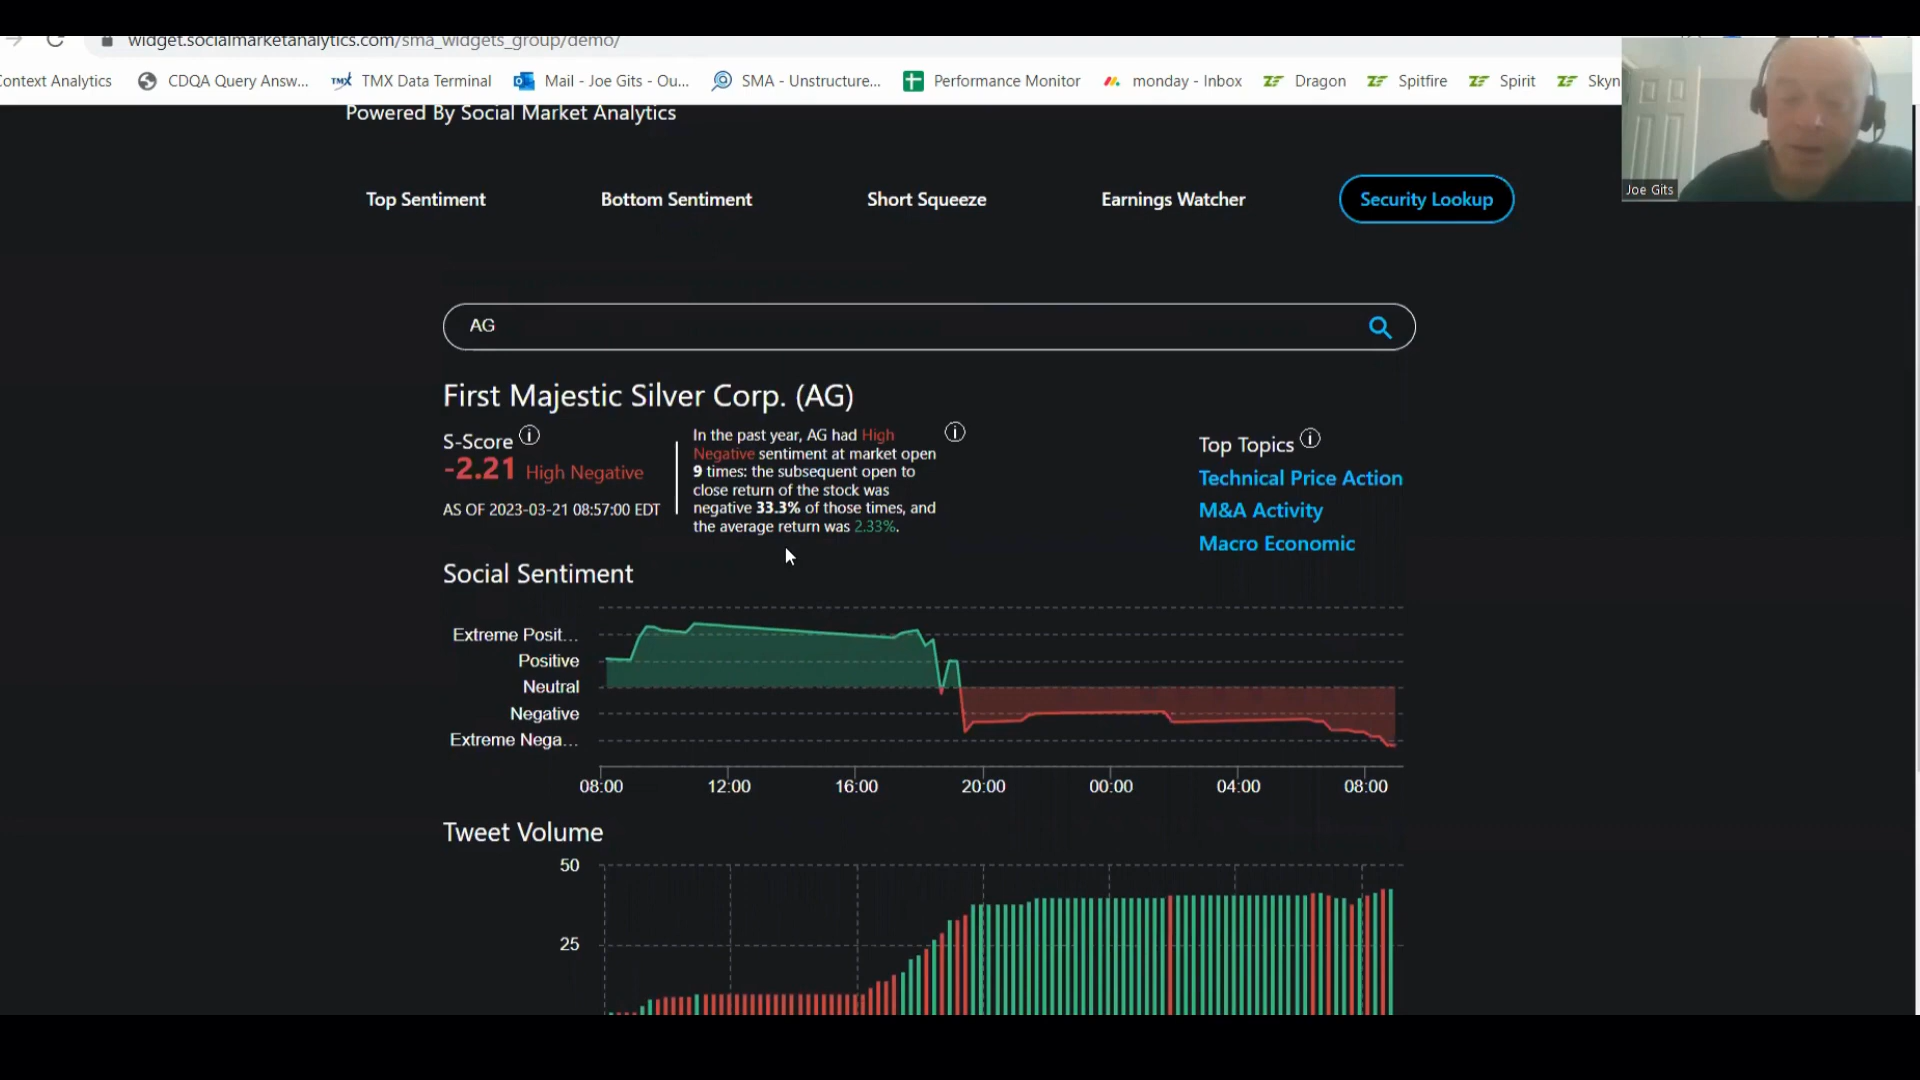 widget.socialmarketanalytics.com/sma_widgets_group/demo/
ontext Analytics CDQA Query Answ... TMX TMX Data Terminal Mail - Joe Gits - Ou... SMA - Unstructure... Performance Monitor monday - Inbox Dragon Spitfire Spirit Skyn
Joe Gits
Powered By Social Market Analytics
Top Sentiment Bottom Sentiment Short Squeeze Earnings Watcher Security Lookup
AG
First Majestic Silver Corp. (AG)
S-Score
-2.21 High Negative
AS OF 2023-03-21 08:57:00 EDT
In the past year, AG had High
Negative sentiment at market open
9 times: the subsequent open to
close return of the stock was
negative 33.3% of those times, and
the average return was 2.33%.
Top Topics
Technical Price Action
M&A Activity
Macro Economic
Social Sentiment
Extreme Posit...
Positive
Neutral
Negative
Extreme Nega...
08:00 12:00 16:00 20:00 00:00 04:00 08:00
Tweet Volume
50
25